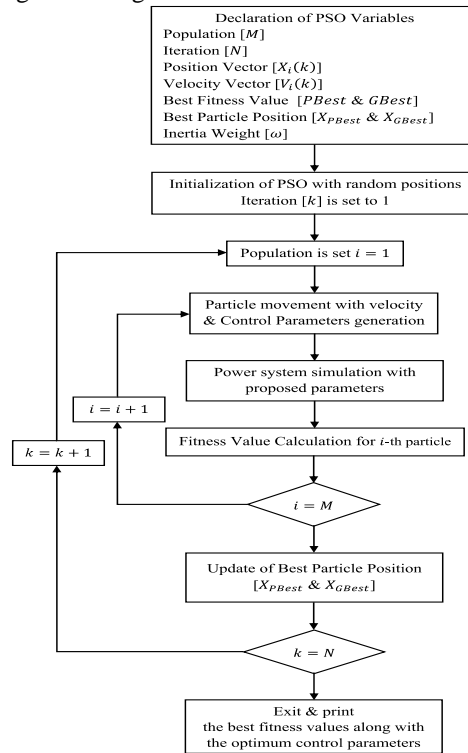 Declaration of PSO Variables
Population [M]
Iteration [N]
Position Vector [X_i(k)]
Velocity Vector [V_i(k)]
Best Fitness Value [PBest & GBest]
Best Particle Position [X_PBest & X_GBest]
Inertia Weight [ω]
Initialization of PSO with random positions
Iteration [k] is set to 1
Population is set i = 1
Particle movement with velocity
& Control Parameters generation
Power system simulation with
proposed parameters
i = i + 1
k = k + 1
Fitness Value Calculation for i-th particle
i = M
Update of Best Particle Position
[X_PBest & X_GBest]
k = N
Exit & print
the best fitness values along with
the optimum control parameters